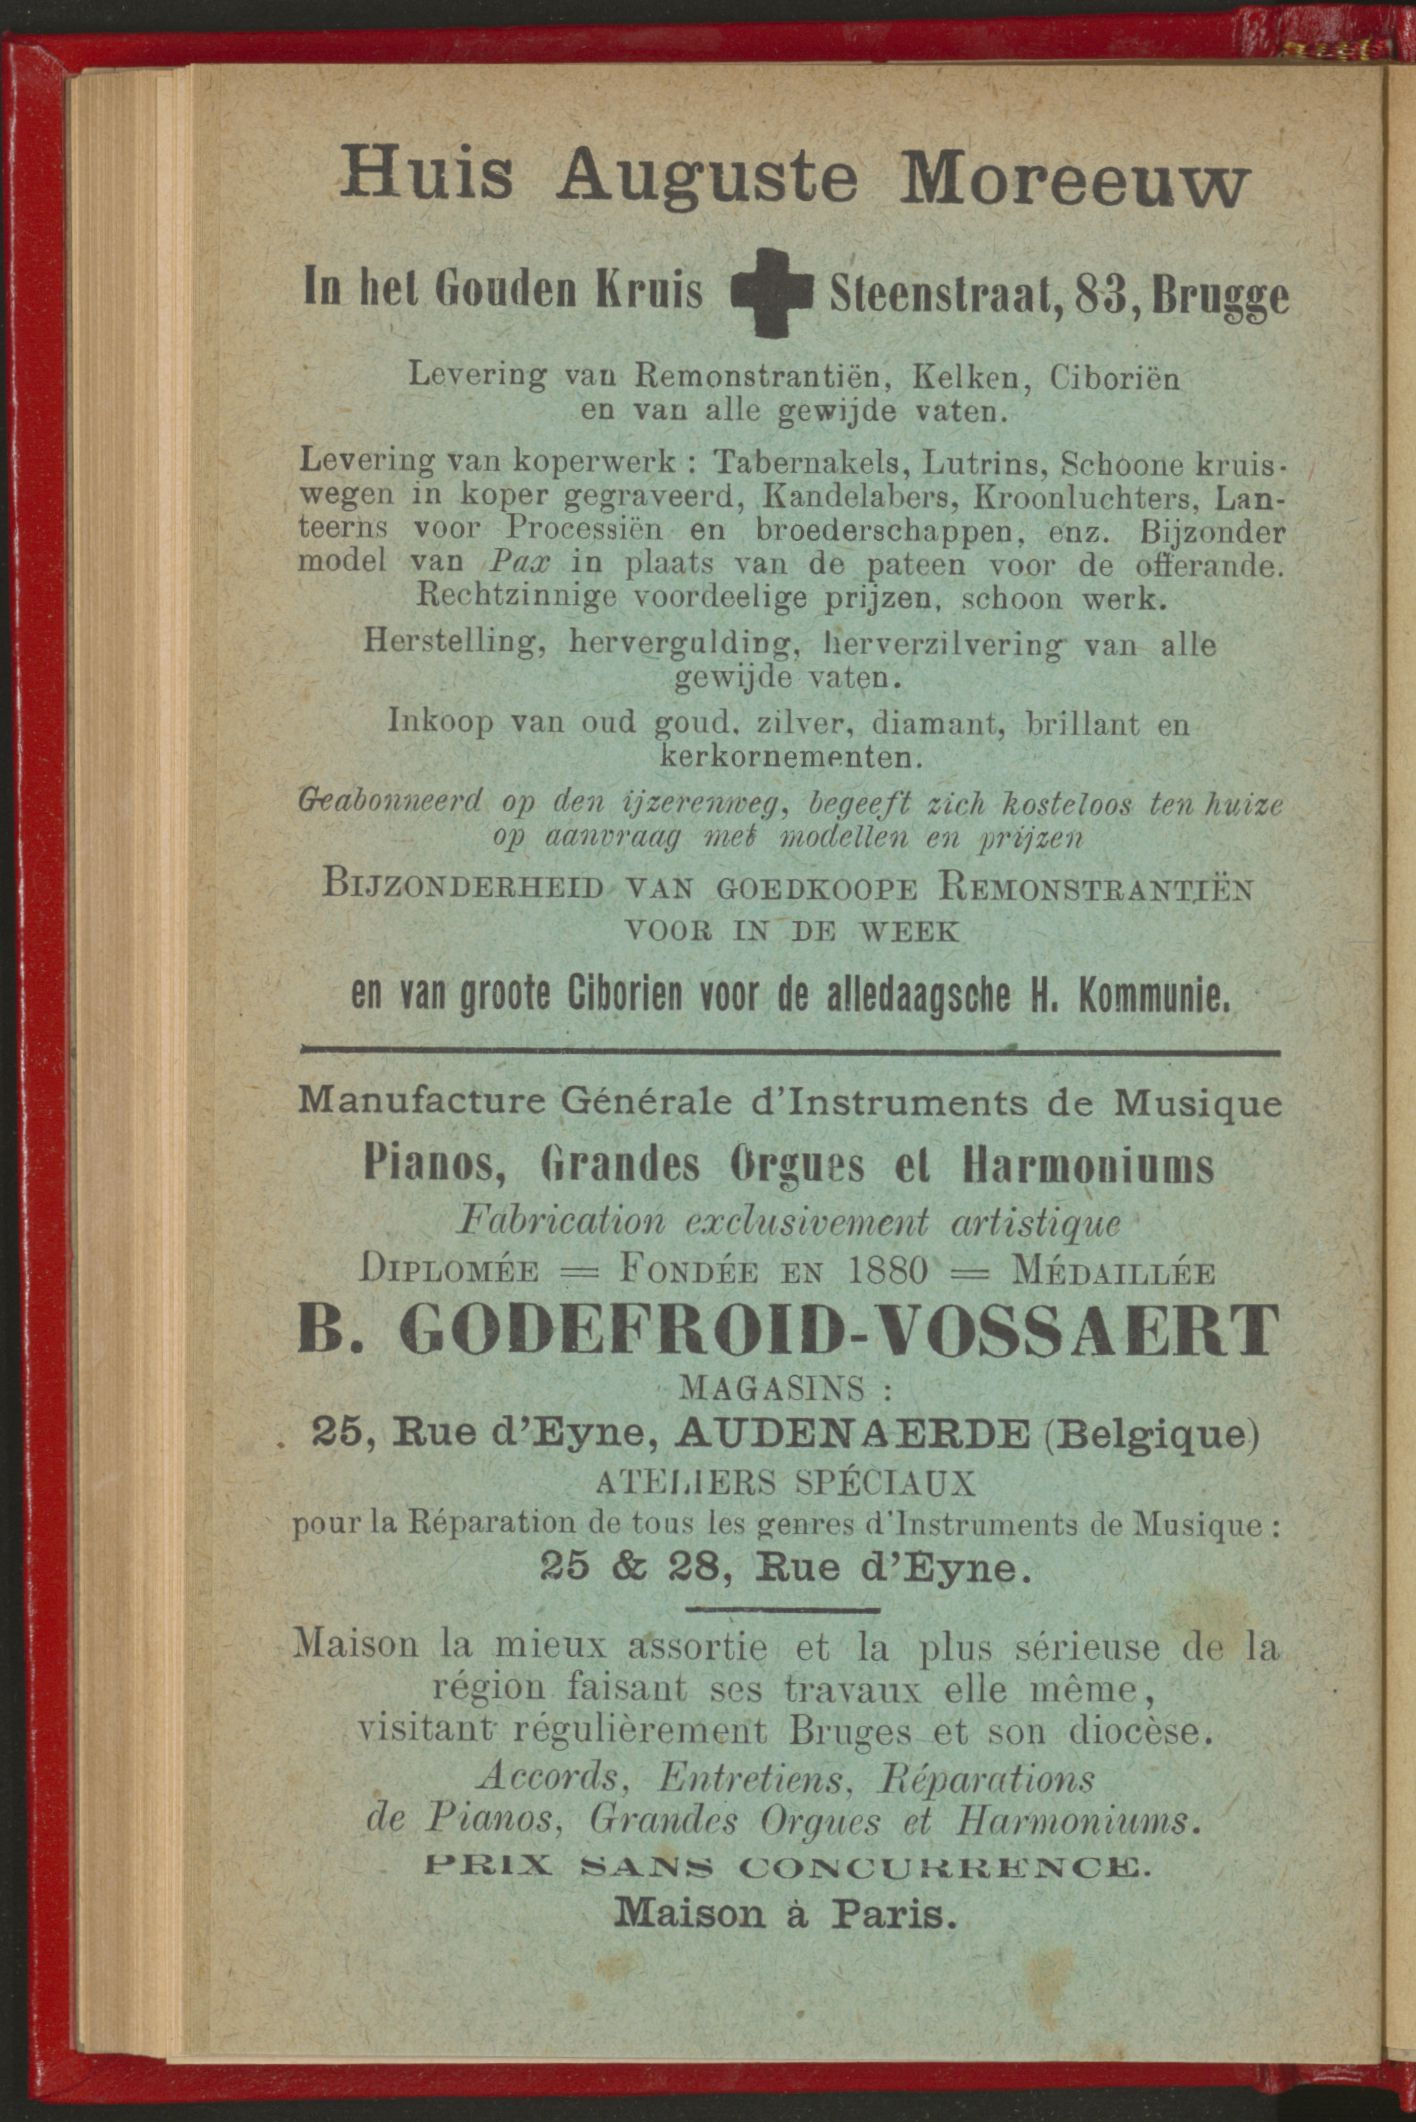 Huis Auguste Moreeuw
In het Gouden Kruis Steenstraat, 83, Brugge
Levering van Remonstrantiën, Kelken, Ciboriën
en van alle gewijde vaten.
Levering van koperwerk : Tabernakels, Lutrins, Schoone kruis-
wegen in koper gegraveerd, Kandelabers, Kroonluchters, Lan-
teerns voor Processiën en broederschappen, enz. Bijzonder
model van Pax in plaats van de pateen voor de offerande.
Rechtzinnige voordeelige prijzen, schoon werk.
Herstelling, hervergulding, herverzilvering van alle
gewijde vaten.
Inkoop van oud goud, zilver, diamant, brillant en
kerkornementen.
Geabonneerd op den ijzerenweg, begeeft zich kosteloos ten huize
op aanvraag met modellen en prijzen
BIJZONDERHEID VAN GOEDKOOPE REMONSTRANTIËN
VOOR IN DE WEEK
en van groote Ciborien voor de alledaagsche H. Kommunie.
Manufacture Générale d'Instruments de Musique
Pianos, Grandes Orgues et Harmoniums
Fabrication exclusivement artistique
DIPLOMÉE = FONDÉE EN 1880 = MÉDAILLÉE
B. GODEFROID-VOSSAERT
MAGASINS :
25, Rue d'Eyne, AUDENAERDE (Belgique)
ATELIERS SPÉCIAUX
pour la Réparation de tous les genres d'Instruments de Musique :
25 & 28, Rue d'Eyne.
Maison la mieux assortie et la plus sérieuse de la
région faisant ses travaux elle même,
visitant régulièrement Bruges et son diocèse.
Accords, Entretiens, Réparations
de Pianos, Grandes Orgues et Harmoniums.
PRIX SANS CONCURRENCE.
Maison à Paris.